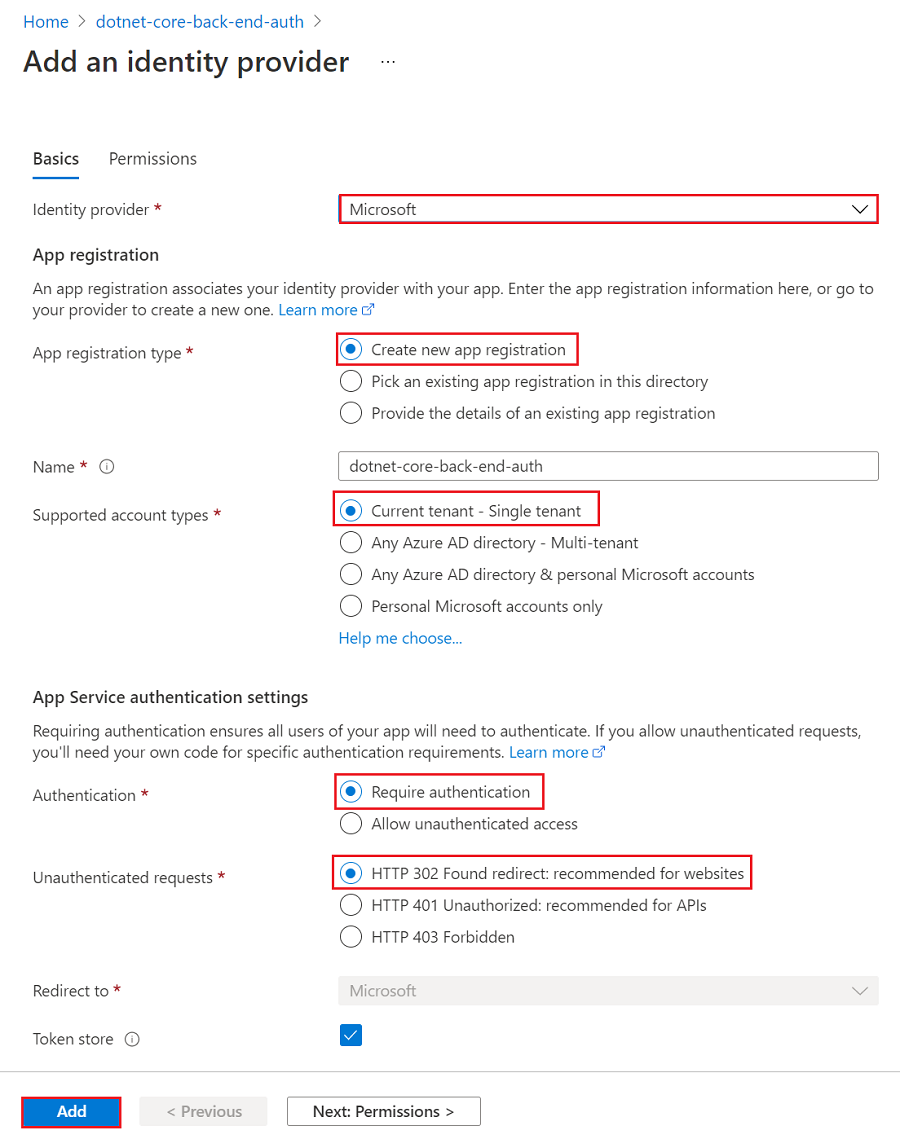 Home > dotnet-core-back-end-auth >
Add an identity provider ...
Basics Permissions
Identity provider * Microsoft
App registration
An app registration associates your identity provider with your app. Enter the app registration information here, or go to
your provider to create a new one. Learn more
App registration type * Create new app registration
Pick an existing app registration in this directory
Provide the details of an existing app registration
Name * dotnet-core-back-end-auth
Supported account types * Current tenant - Single tenant
Any Azure AD directory - Multi-tenant
Any Azure AD directory & personal Microsoft accounts
Personal Microsoft accounts only
Help me choose...
App Service authentication settings
Requiring authentication ensures all users of your app will need to authenticate. If you allow unauthenticated requests,
you'll need your own code for specific authentication requirements. Learn more
Authentication * Require authentication
Allow unauthenticated access
Unauthenticated requests * HTTP 302 Found redirect: recommended for websites
HTTP 401 Unauthorized: recommended for APIs
HTTP 403 Forbidden
Redirect to * Microsoft
Token store
Add < Previous Next: Permissions >